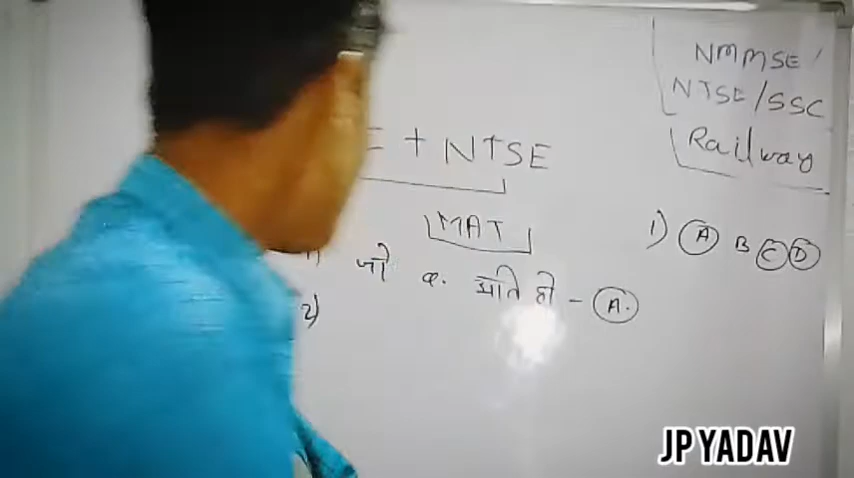 NMMSE/
NTSE/SSC
Railway
+ NTSE
MAT
1) A B C D
जो क. आते हो - A.
2)
JP YADAV